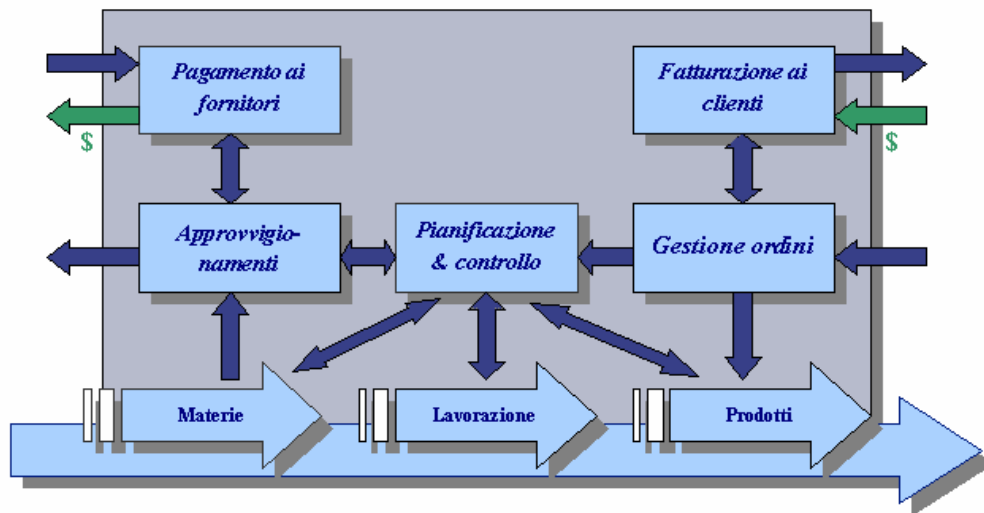 Pagamento ai
fornitori
Fatturazione ai
clienti
$
$
Approvvigio-
namenti
Pianificazione
& controllo
Gestione ordini
Materie
Lavorazione
Prodotti